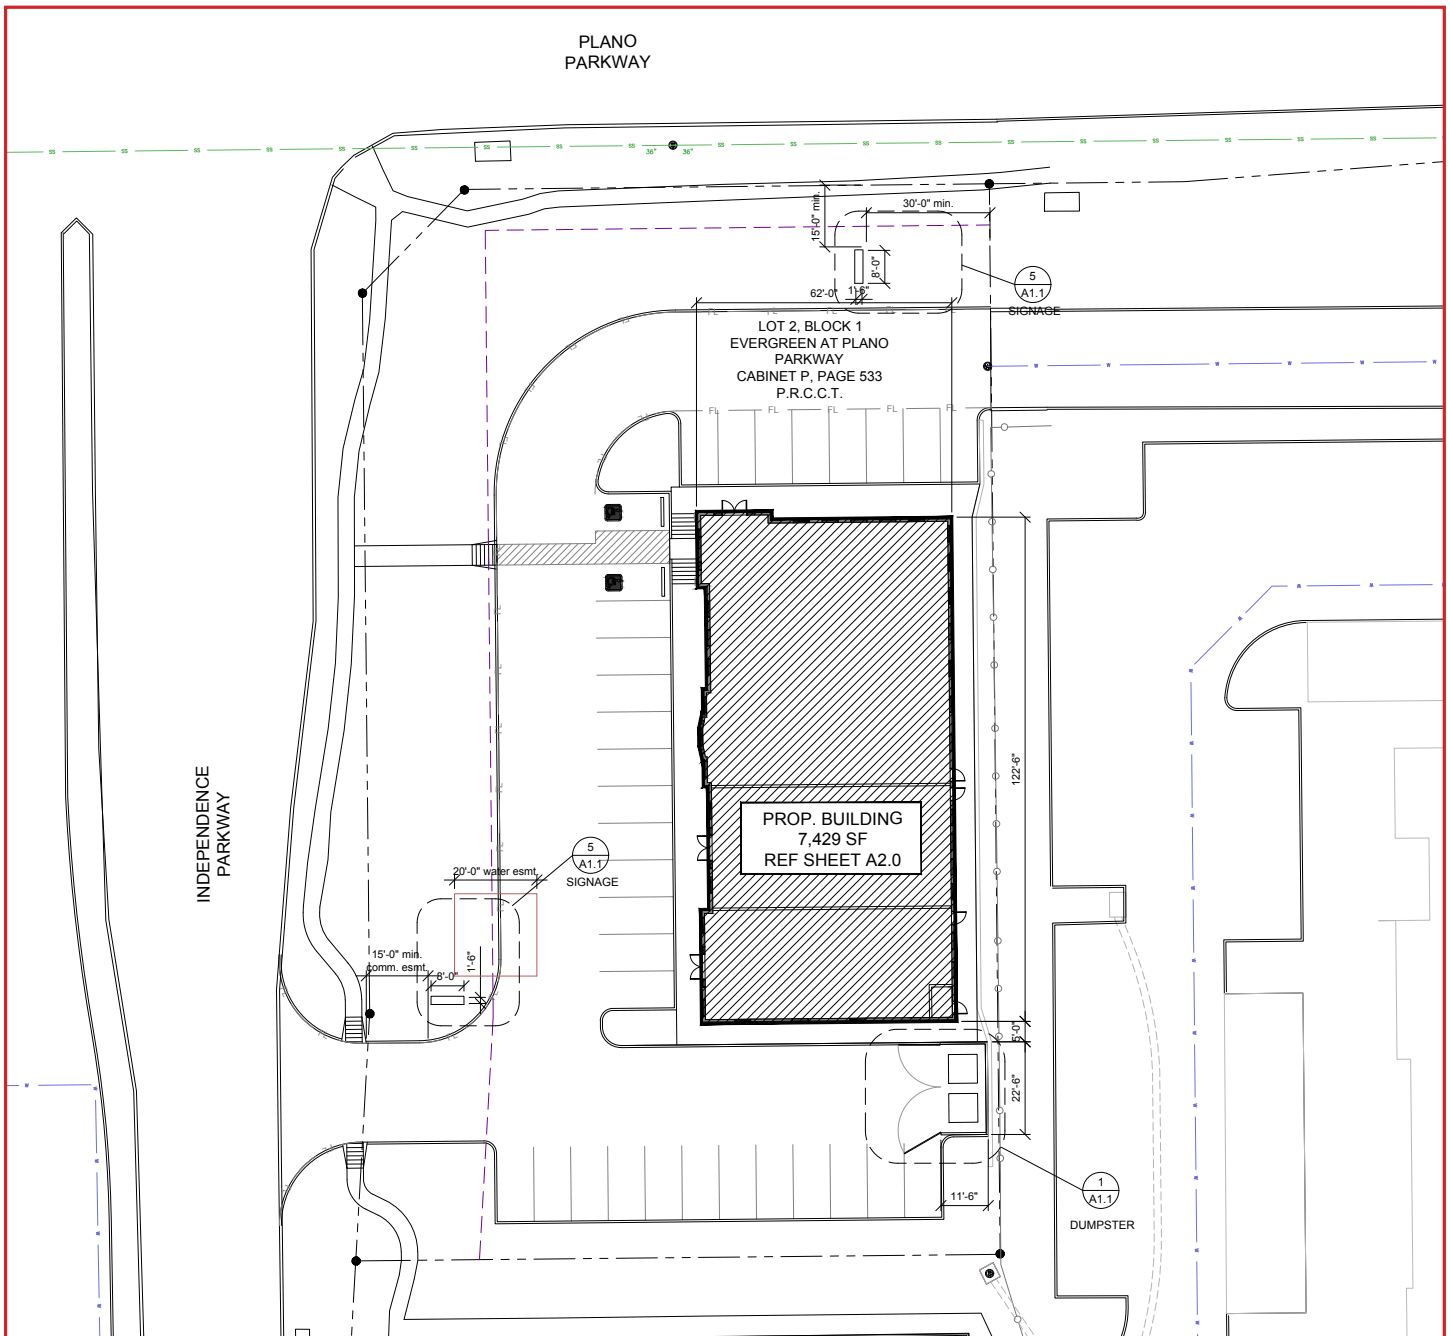 PLANO
PARKWAY
36" 36"
15'-0" min.
30'-0" min.
8'-0"
62'-0"
1'-6"
5
A1.1
SIGNAGE
LOT 2, BLOCK 1
EVERGREEN AT PLANO
PARKWAY
CABINET P, PAGE 533
P.R.C.C.T.
FL FL FL FL FL
122'-6"
INDEPENDENCE
PARKWAY
PROP. BUILDING
7,429 SF
REF SHEET A2.0
5
A1.1
SIGNAGE
20'-0" water esmt.
15'-0" min.
comm. esmt.
8'-0"
1'-6"
5'-0"
22'-6"
11'-6"
1
A1.1
DUMPSTER